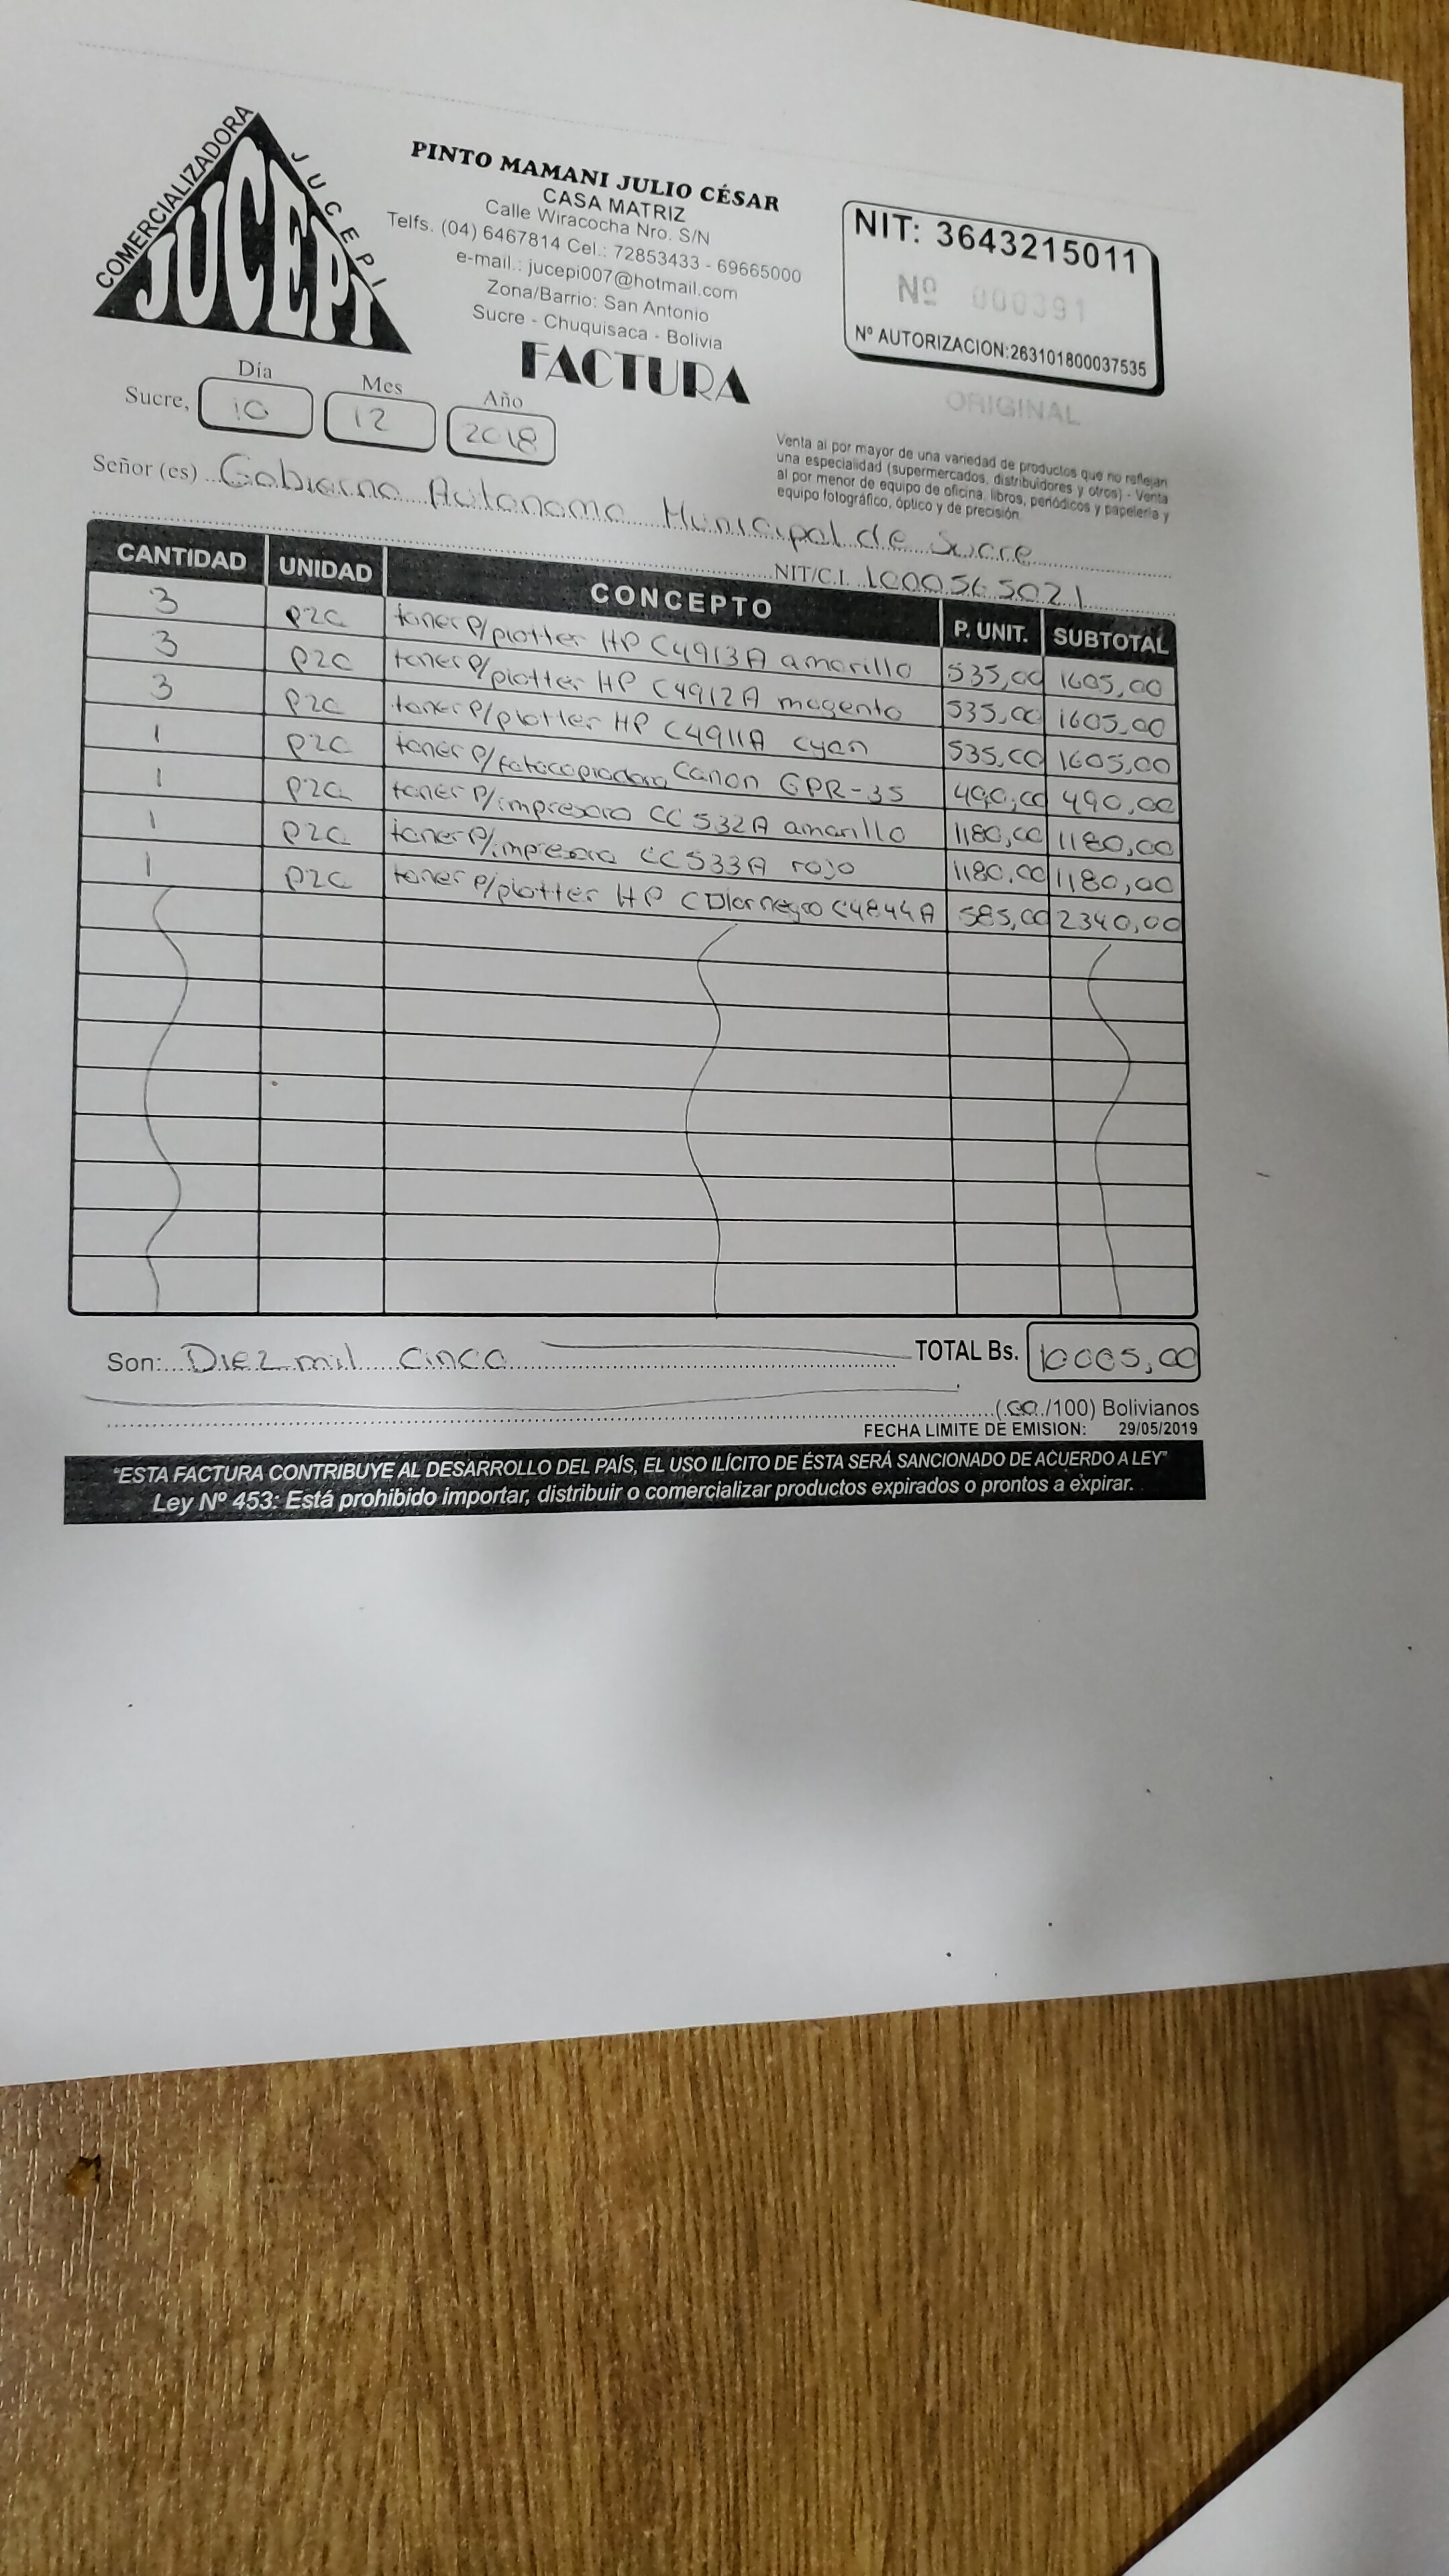 COMERCIALIZADORA
JUCEPI
JUCEPI
PINTO MAMANI JULIO CÉSAR
CASA MATRIZ
Calle Wiracocha Nro. S/N
Telfs. (04) 6467814 Cel.: 72853433 - 69665000
e-mail.: jucepi007@hotmail.com
Zona/Barrio: San Antonio
Sucre - Chuquisaca - Bolivia
FACTURA
NIT: 3643215011
Nº 000391
Nº AUTORIZACION:263101800037535
ORIGINAL
Venta al por mayor de una variedad de productos que no reflejan
una especialidad (supermercados, distribuidores y otros) - Venta
al por menor de equipo de oficina, libros, periódicos y papelería y
equipo fotográfico, óptico y de precisión.
Día Mes Año
Sucre, 10 12 2018
Señor (es) Gobierno Autonomo Municipal de Sucre
NIT/C.I. 1000565021
CANTIDAD UNIDAD CONCEPTO P. UNIT. SUBTOTAL
3 PZC toner P/plotter HP C4913A amarillo 535,00 1605,00
3 PZC toner P/plotter HP C4912A magento 535,00 1605,00
3 PZC toner P/plotter HP C4911A cyan 535,00 1605,00
1 PZC toner P/fotocopiadora Canon GPR-35 490,00 490,00
1 PZC toner P/impresora CC532A amarillo 1180,00 1180,00
1 PZC toner P/impresora CC533A rojo 1180,00 1180,00
1 PZC toner P/plotter HP Color negro C4844A 585,00 2340,00
Son: Diez mil cinco TOTAL Bs. 10005,00
(00/100) Bolivianos
FECHA LIMITE DE EMISION: 29/05/2019
"ESTA FACTURA CONTRIBUYE AL DESARROLLO DEL PAÍS, EL USO ILÍCITO DE ÉSTA SERÁ SANCIONADO DE ACUERDO A LEY"
Ley Nº 453: Está prohibido importar, distribuir o comercializar productos expirados o prontos a expirar.